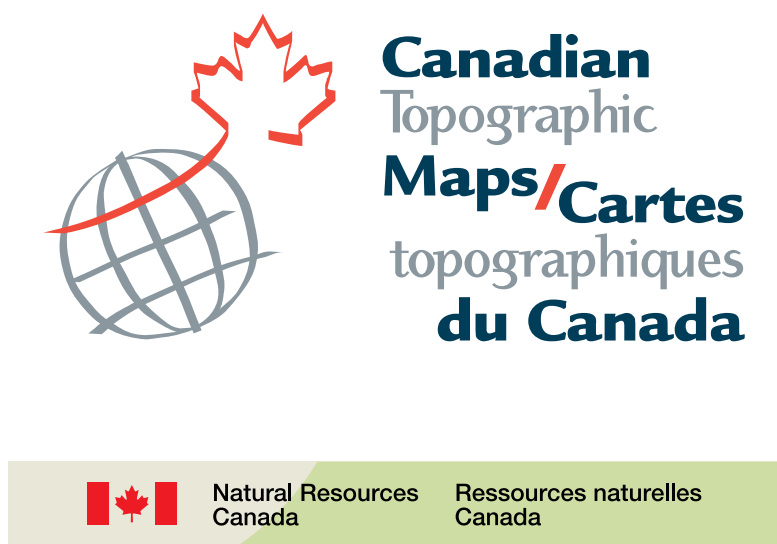 Canadian
Topographic
Maps/Cartes
topographiques
du Canada
Natural Resources
Canada
Ressources naturelles
Canada